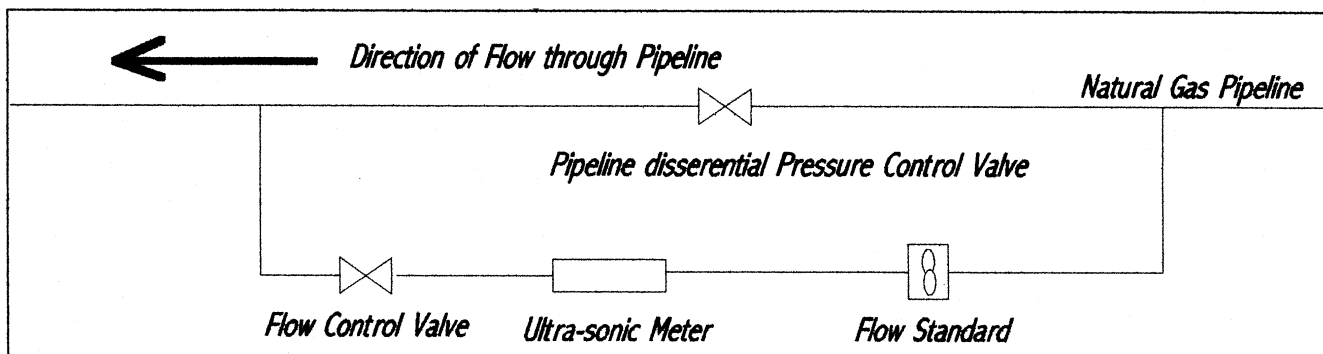 Direction of Flow through Pipeline
Natural Gas Pipeline
Pipeline disserential Pressure Control Valve
Flow Control Valve
Ultra-sonic Meter
Flow Standard